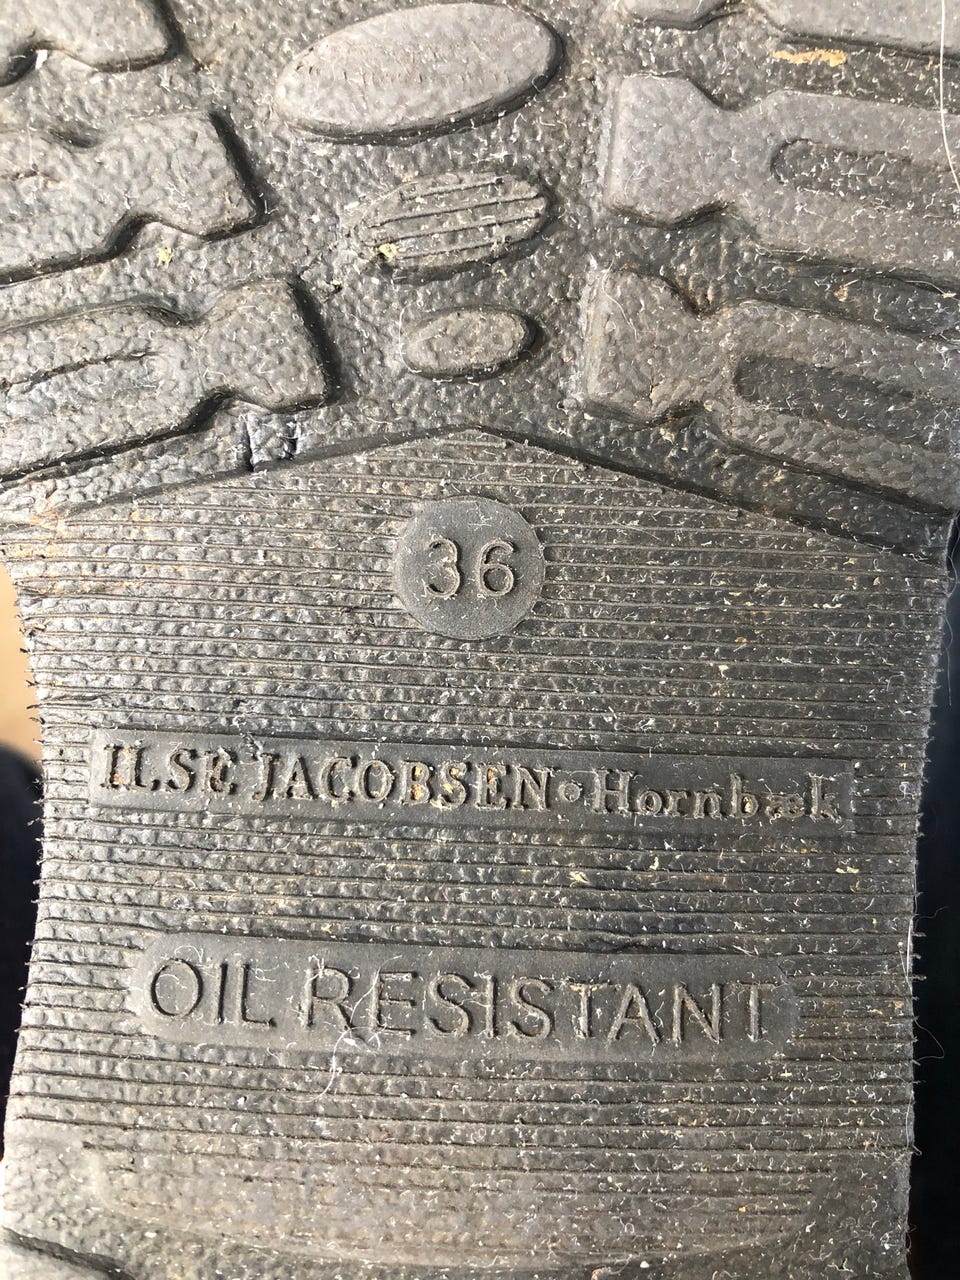 36
ILSE JACOBSEN • Hornbæk
OIL RESISTANT